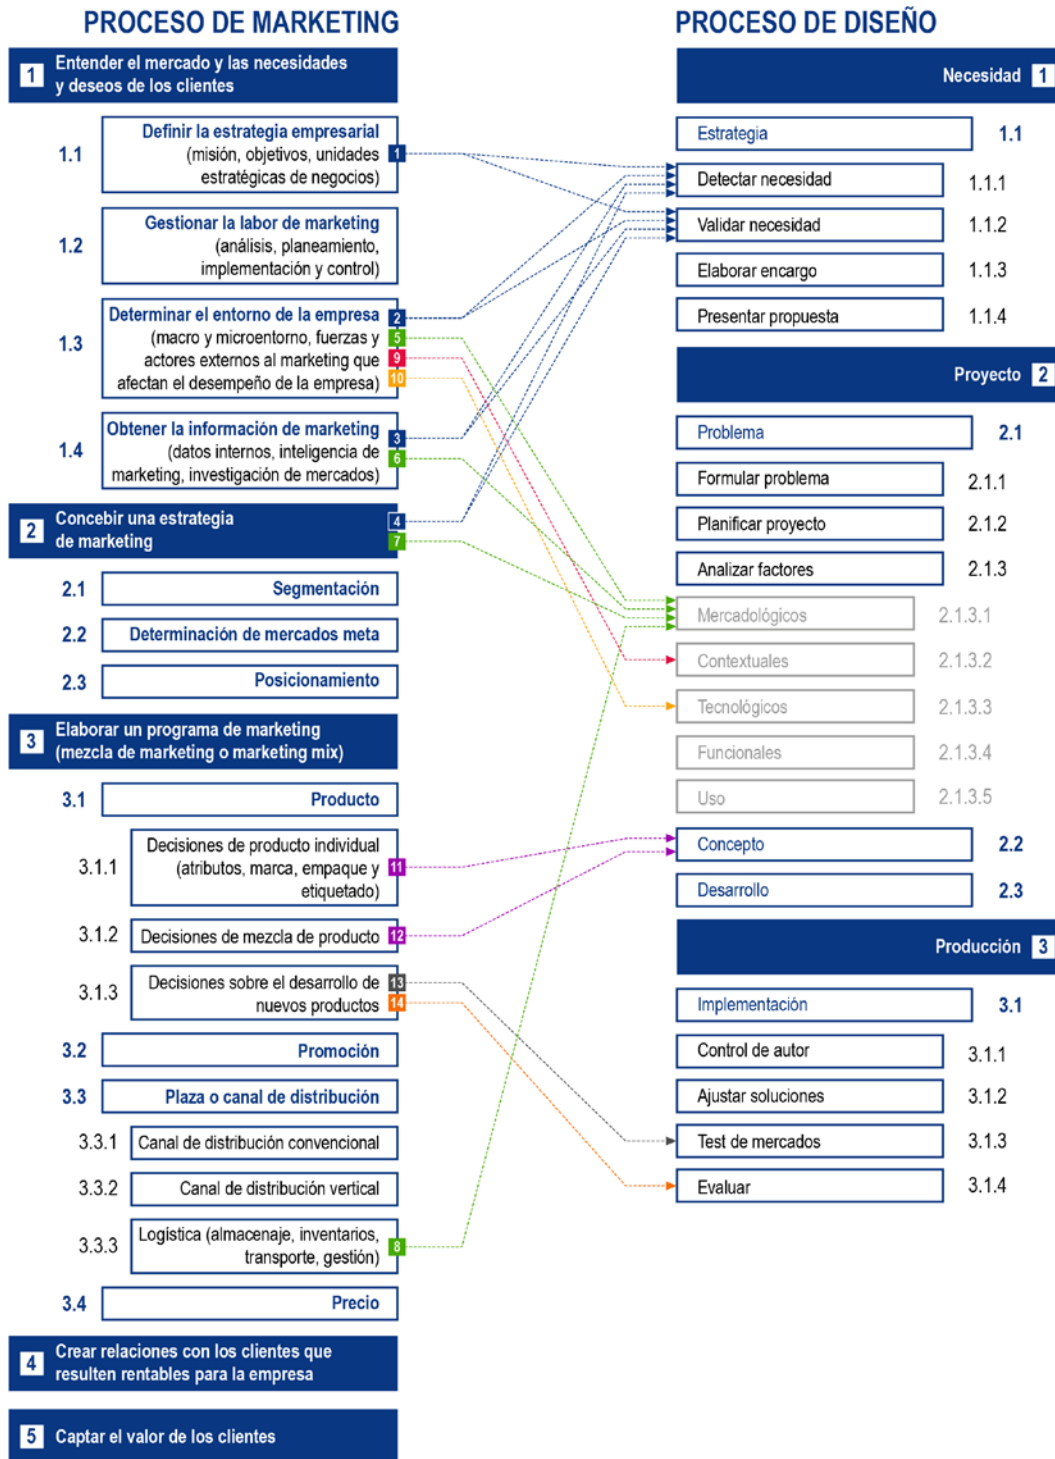 PROCESO DE MARKETING
1
Entender el mercado y las necesidades
y deseos de los clientes
1.1
Definir la estrategia empresarial
(misión, objetivos, unidades
estratégicas de negocios)
1
1.2
Gestionar la labor de marketing
(análisis, planeamiento,
implementación y control)
1.3
Determinar el entorno de la empresa
(macro y microentorno, fuerzas y
actores externos al marketing que
afectan el desempeño de la empresa)
2
5
9
10
1.4
Obtener la información de marketing
(datos internos, inteligencia de
marketing, investigación de mercados)
3
6
2
Concebir una estrategia
de marketing
4
7
2.1
Segmentación
2.2
Determinación de mercados meta
2.3
Posicionamiento
3
Elaborar un programa de marketing
(mezcla de marketing o marketing mix)
3.1
Producto
3.1.1
Decisiones de producto individual
(atributos, marca, empaque y
etiquetado)
11
3.1.2
Decisiones de mezcla de producto
12
3.1.3
Decisiones sobre el desarrollo de
nuevos productos
13
14
3.2
Promoción
3.3
Plaza o canal de distribución
3.3.1
Canal de distribución convencional
3.3.2
Canal de distribución vertical
3.3.3
Logística (almacenaje, inventarios,
transporte, gestión)
8
3.4
Precio
4
Crear relaciones con los clientes que
resulten rentables para la empresa
5
Captar el valor de los clientes
PROCESO DE DISEÑO
Necesidad 1
Estrategia 1.1
Detectar necesidad 1.1.1
Validar necesidad 1.1.2
Elaborar encargo 1.1.3
Presentar propuesta 1.1.4
Proyecto 2
Problema 2.1
Formular problema 2.1.1
Planificar proyecto 2.1.2
Analizar factores 2.1.3
Mercadológicos 2.1.3.1
Contextuales 2.1.3.2
Tecnológicos 2.1.3.3
Funcionales 2.1.3.4
Uso 2.1.3.5
Concepto 2.2
Desarrollo 2.3
Producción 3
Implementación 3.1
Control de autor 3.1.1
Ajustar soluciones 3.1.2
Test de mercados 3.1.3
Evaluar 3.1.4